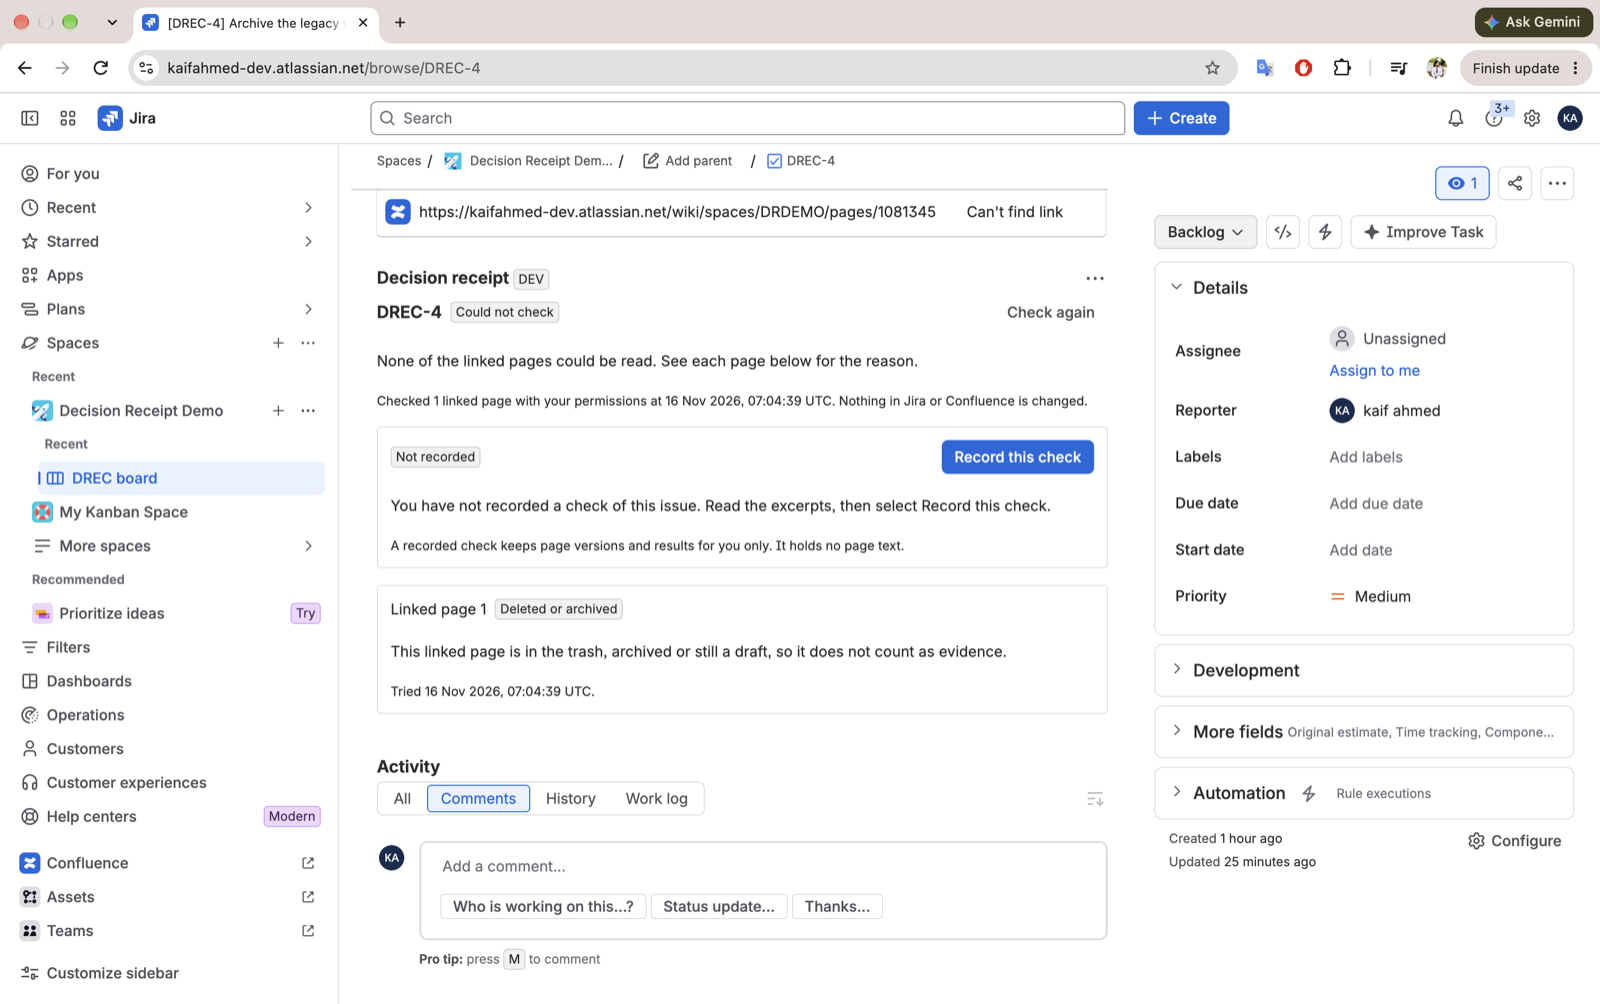 [DREC-4] Archive the legacy
Ask Gemini
kaifahmed-dev.atlassian.net/browse/DREC-4
Finish update
Jira
Search
+ Create
3+
KA
For you
Recent
Starred
Apps
Plans
Spaces
Recent
Decision Receipt Demo
Recent
DREC board
My Kanban Space
More spaces
Recommended
Prioritize ideas
Try
Filters
Dashboards
Operations
Customers
Customer experiences
Help centers
Modern
Confluence
Assets
Teams
Customize sidebar
Spaces / Decision Receipt Dem... / Add parent / DREC-4
https://kaifahmed-dev.atlassian.net/wiki/spaces/DRDEMO/pages/1081345 Can't find link
Decision receipt DEV
DREC-4 Could not check Check again
None of the linked pages could be read. See each page below for the reason.
Checked 1 linked page with your permissions at 16 Nov 2026, 07:04:39 UTC. Nothing in Jira or Confluence is changed.
Not recorded Record this check
You have not recorded a check of this issue. Read the excerpts, then select Record this check.
A recorded check keeps page versions and results for you only. It holds no page text.
Linked page 1 Deleted or archived
This linked page is in the trash, archived or still a draft, so it does not count as evidence.
Tried 16 Nov 2026, 07:04:39 UTC.
Activity
All Comments History Work log
KA
Add a comment...
Who is working on this...? Status update... Thanks...
Pro tip: press M to comment
1
Backlog
Improve Task
Details
Assignee Unassigned
Assign to me
Reporter KA kaif ahmed
Labels Add labels
Due date Add due date
Start date Add date
Priority Medium
Development
More fields Original estimate, Time tracking, Compone...
Automation Rule executions
Created 1 hour ago
Updated 25 minutes ago
Configure